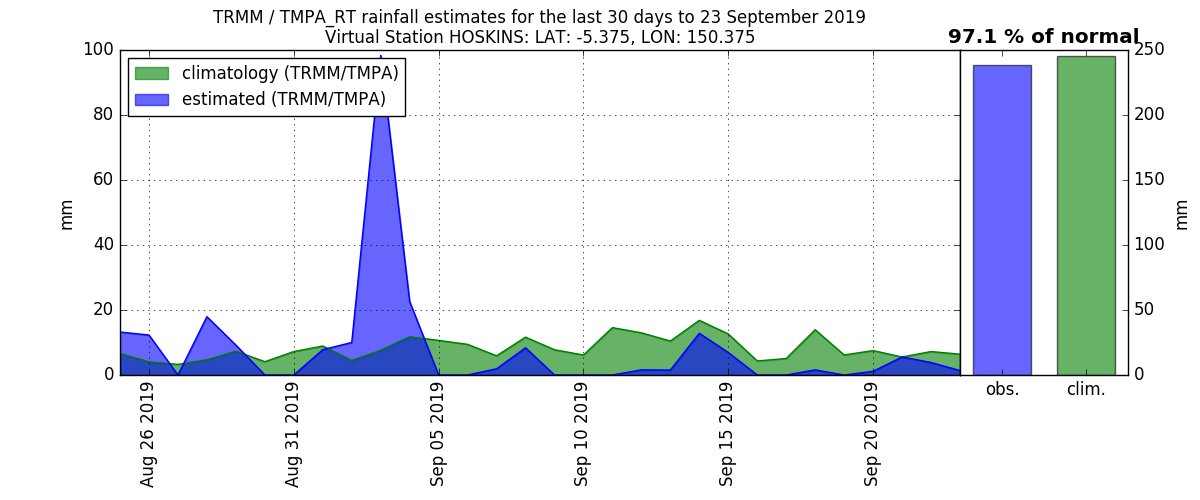 TRMM / TMPA_RT rainfall estimates for the last 30 days to 23 September 2019
Virtual Station HOSKINS: LAT: -5.375, LON: 150.375
97.1 % of normal
climatology (TRMM/TMPA)
estimated (TRMM/TMPA)
100
80
60
40
20
0
mm
250
200
150
100
50
0
mm
Aug 26 2019
Aug 31 2019
Sep 05 2019
Sep 10 2019
Sep 15 2019
Sep 20 2019
obs.
clim.